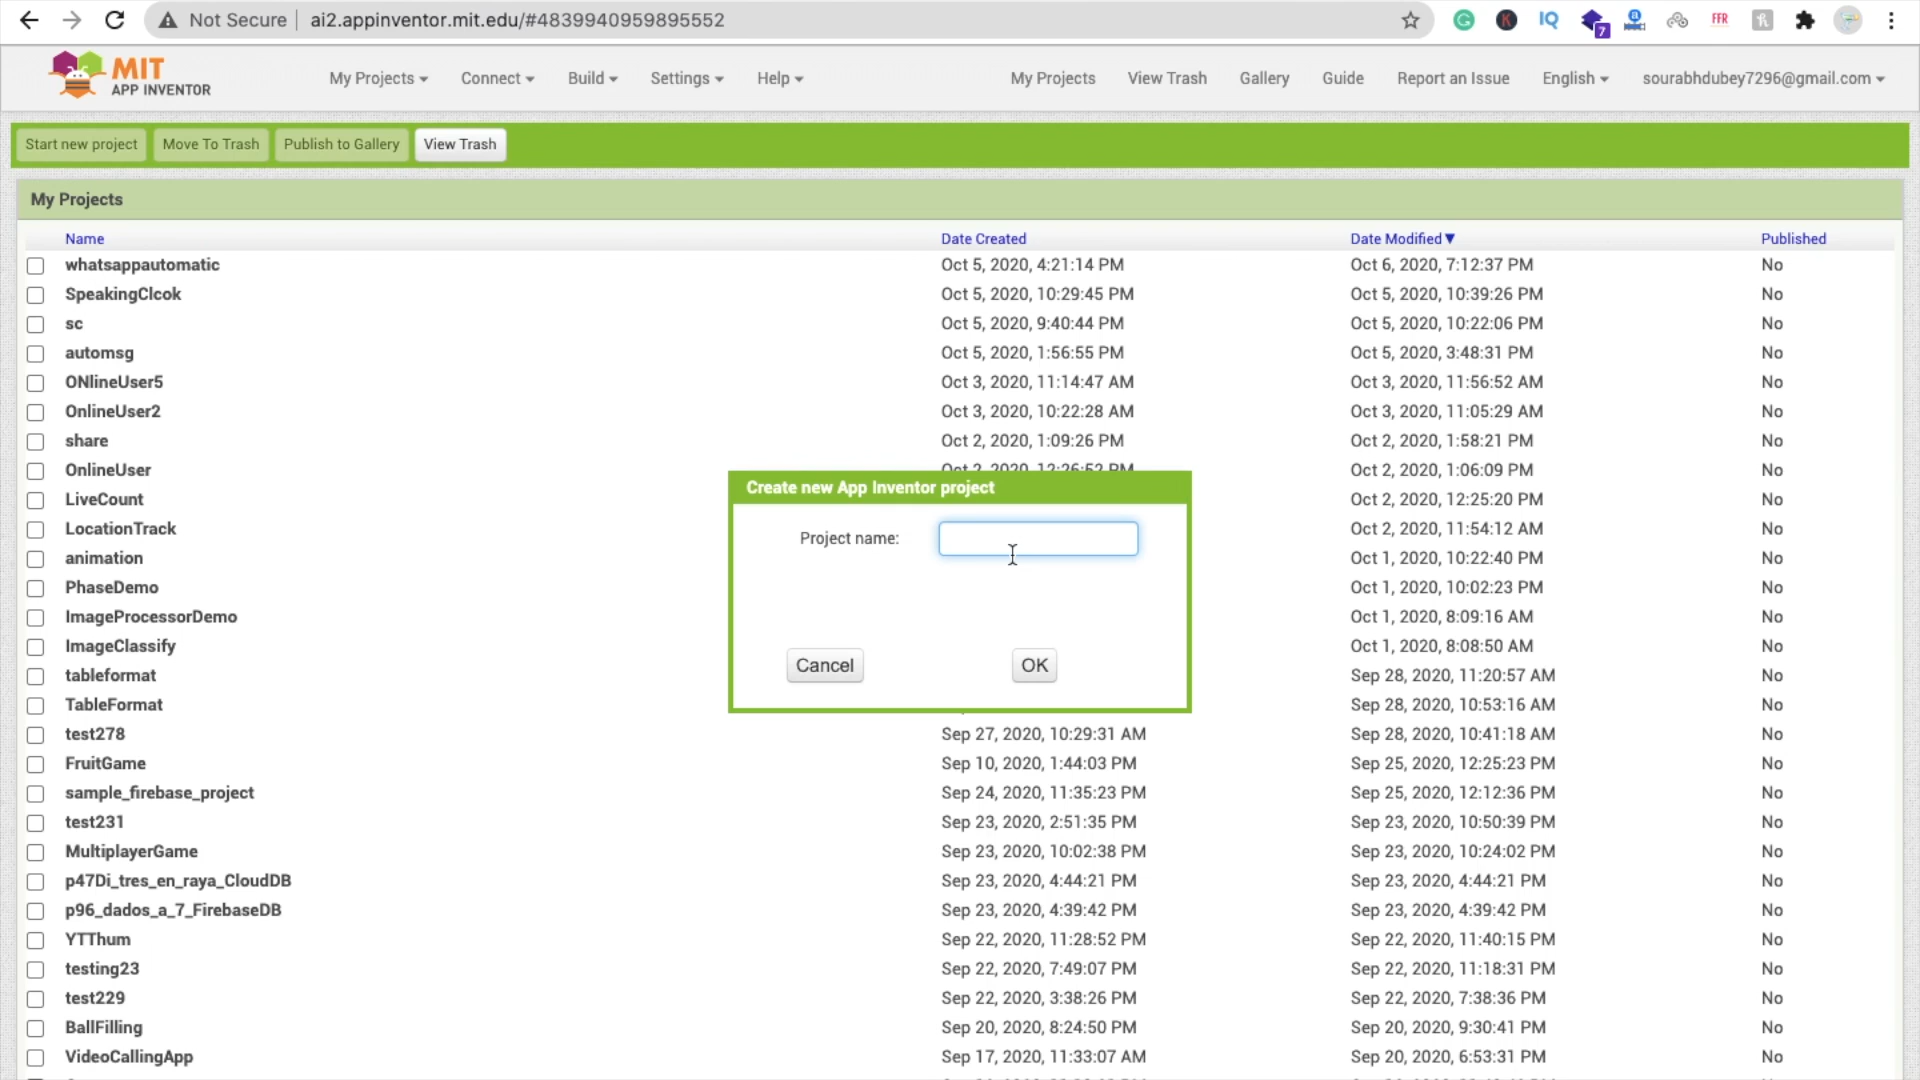 Not Secure ai2.appinventor.mit.edu/#4839940959895552 G K IQ 7 a FFR
MIT APP INVENTOR
My Projects Connect Build Settings Help My Projects View Trash Gallery Guide Report an Issue English sourabhdubey7296@gmail.com
Start new project Move To Trash Publish to Gallery View Trash
My Projects
Name Date Created Date Modified▼ Published
whatsappautomatic Oct 5, 2020, 4:21:14 PM Oct 6, 2020, 7:12:37 PM No
SpeakingClcok Oct 5, 2020, 10:29:45 PM Oct 5, 2020, 10:39:26 PM No
sc Oct 5, 2020, 9:40:44 PM Oct 5, 2020, 10:22:06 PM No
automsg Oct 5, 2020, 1:56:55 PM Oct 5, 2020, 3:48:31 PM No
ONlineUser5 Oct 3, 2020, 11:14:47 AM Oct 3, 2020, 11:56:52 AM No
OnlineUser2 Oct 3, 2020, 10:22:28 AM Oct 3, 2020, 11:05:29 AM No
share Oct 2, 2020, 1:09:26 PM Oct 2, 2020, 1:58:21 PM No
OnlineUser Oct 2, 2020, 12:26:52 PM Oct 2, 2020, 1:06:09 PM No
LiveCount Oct 2, 2020, 12:25:20 PM No
LocationTrack Oct 2, 2020, 11:54:12 AM No
animation Oct 1, 2020, 10:22:40 PM No
PhaseDemo Oct 1, 2020, 10:02:23 PM No
ImageProcessorDemo Oct 1, 2020, 8:09:16 AM No
ImageClassify Oct 1, 2020, 8:08:50 AM No
tableformat Sep 28, 2020, 11:20:57 AM No
TableFormat Sep 28, 2020, 10:53:16 AM No
test278 Sep 27, 2020, 10:29:31 AM Sep 28, 2020, 10:41:18 AM No
FruitGame Sep 10, 2020, 1:44:03 PM Sep 25, 2020, 12:25:23 PM No
sample_firebase_project Sep 24, 2020, 11:35:23 PM Sep 25, 2020, 12:12:36 PM No
test231 Sep 23, 2020, 2:51:35 PM Sep 23, 2020, 10:50:39 PM No
MultiplayerGame Sep 23, 2020, 10:02:38 PM Sep 23, 2020, 10:24:02 PM No
p47Di_tres_en_raya_CloudDB Sep 23, 2020, 4:44:21 PM Sep 23, 2020, 4:44:21 PM No
p96_dados_a_7_FirebaseDB Sep 23, 2020, 4:39:42 PM Sep 23, 2020, 4:39:42 PM No
YTThum Sep 22, 2020, 11:28:52 PM Sep 22, 2020, 11:40:15 PM No
testing23 Sep 22, 2020, 7:49:07 PM Sep 22, 2020, 11:18:31 PM No
test229 Sep 22, 2020, 3:38:26 PM Sep 22, 2020, 7:38:36 PM No
BallFilling Sep 20, 2020, 8:24:50 PM Sep 20, 2020, 9:30:41 PM No
VideoCallingApp Sep 17, 2020, 11:33:07 AM Sep 20, 2020, 6:53:31 PM No
Create new App Inventor project
Project name:
Cancel OK